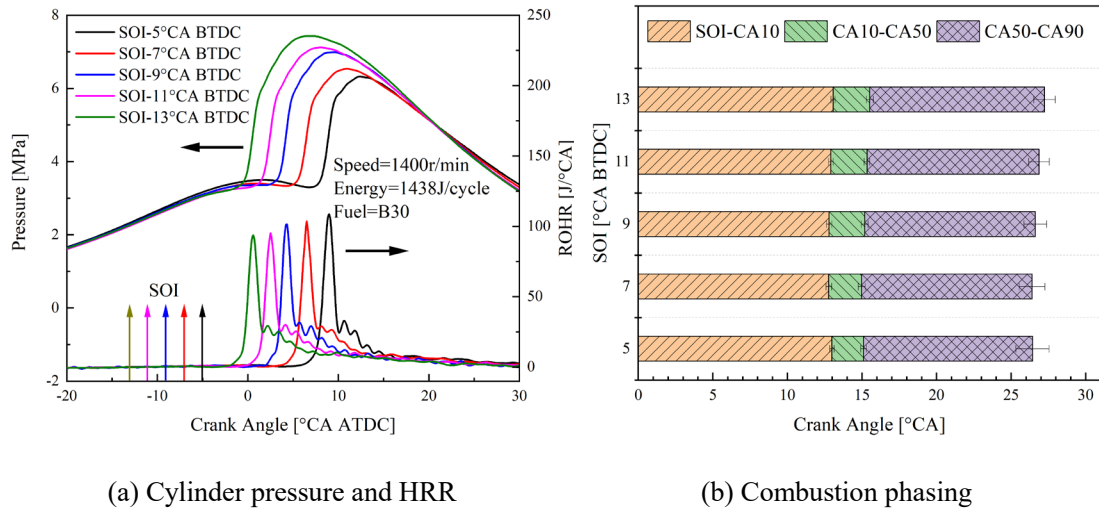 SOI-5°CA BTDC
SOI-7°CA BTDC
SOI-9°CA BTDC
SOI-11°CA BTDC
SOI-13°CA BTDC
Speed=1400r/min
Energy=1438J/cycle
Fuel=B30
SOI
8
6
4
2
0
-2
Pressure [MPa]
250
200
150
100
50
0
ROHR [J/°CA]
-20 -10 0 10 20 30
Crank Angle [°CA ATDC]
(a) Cylinder pressure and HRR
SOI-CA10 CA10-CA50 CA50-CA90
13
11
9
7
5
SOI [°CA BTDC]
0 5 10 15 20 25 30
Crank Angle [°CA]
(b) Combustion phasing